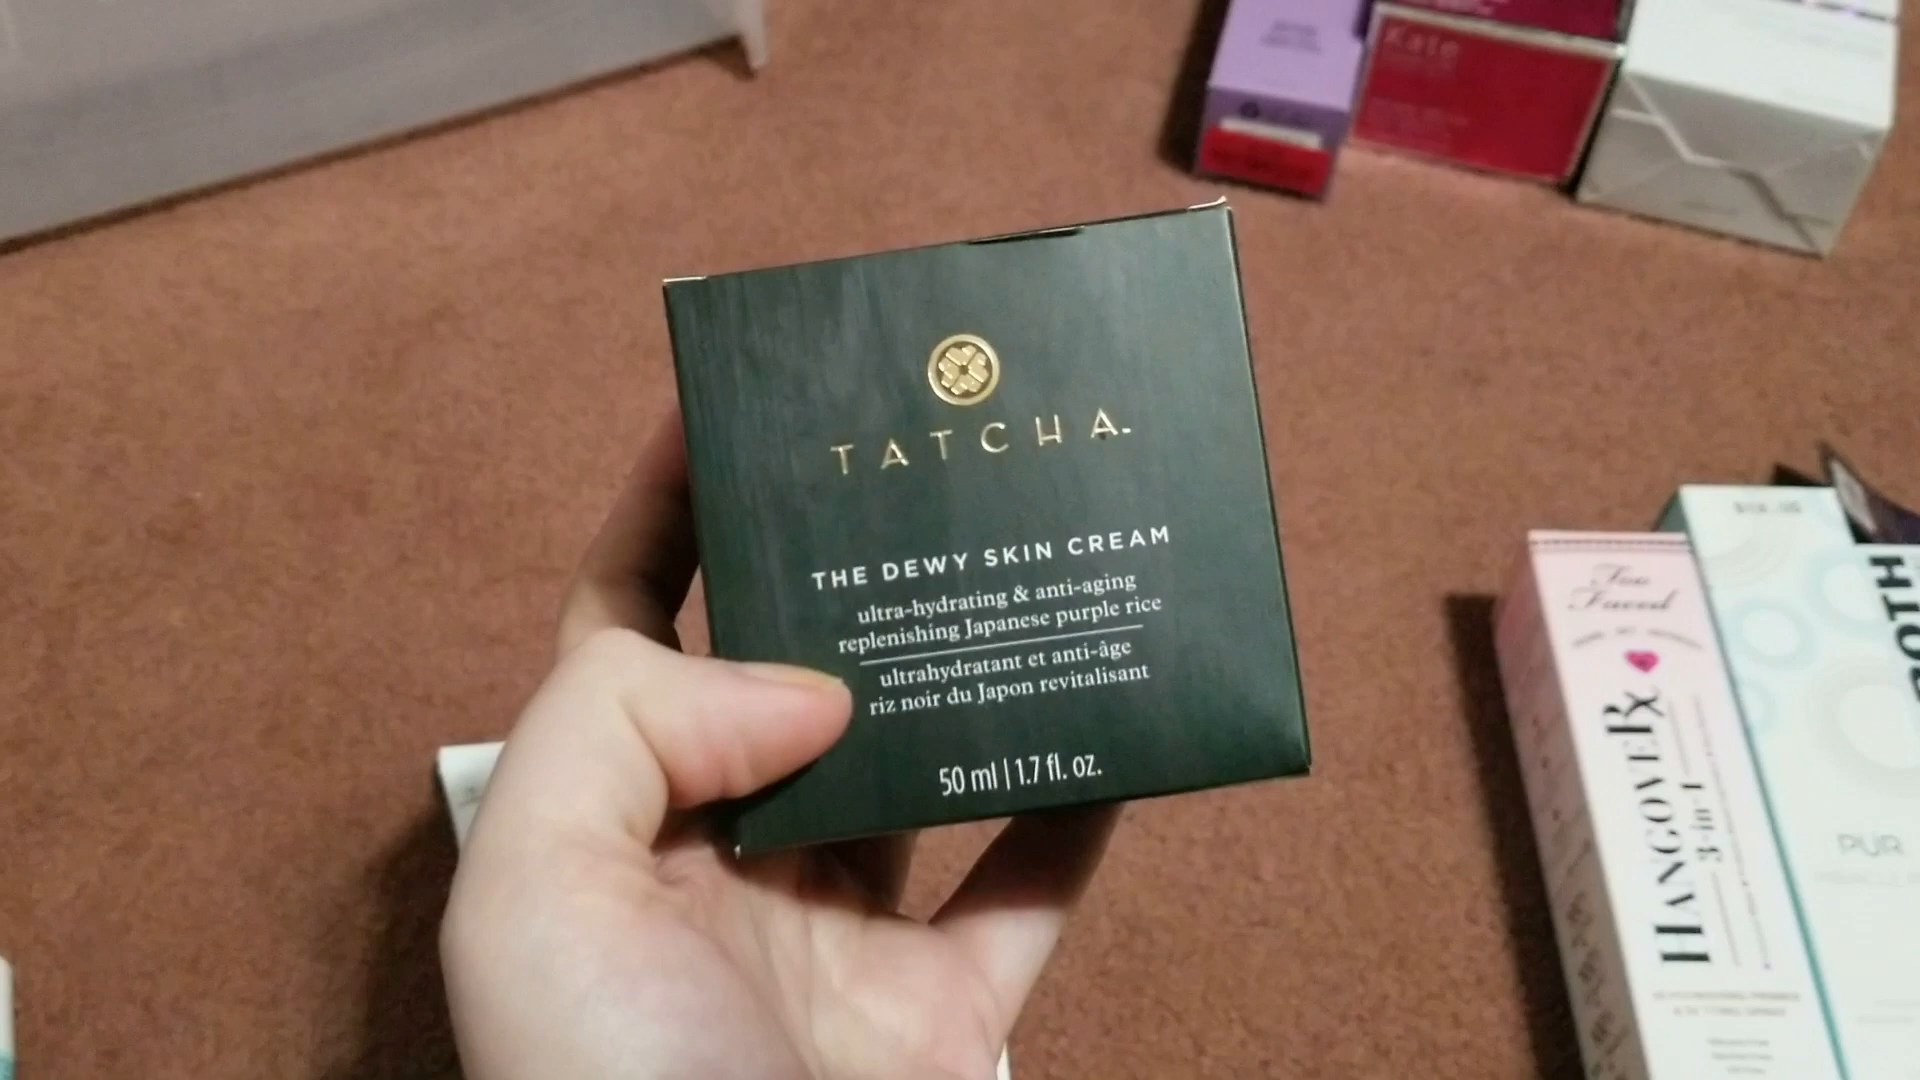 Kate
TATCHA
THE DEWY SKIN CREAM
ultra-hydrating & anti-aging
replenishing Japanese purple rice
ultrahydratant et anti-âge
riz noir du Japon revitalisant
50 ml | 1.7 fl. oz.
Too
Faced
HANGOVER
3-in-1
PUR